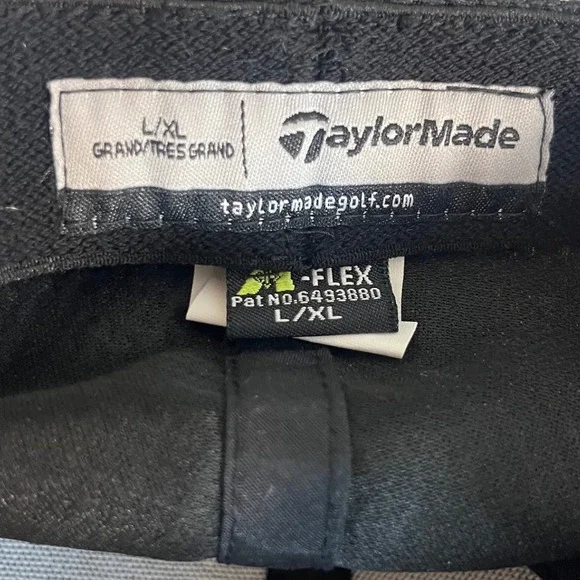 L/XL
GRAND/TRES GRAND
TaylorMade
taylormadegolf.com
-FLEX
Pat No.6493880
L/XL